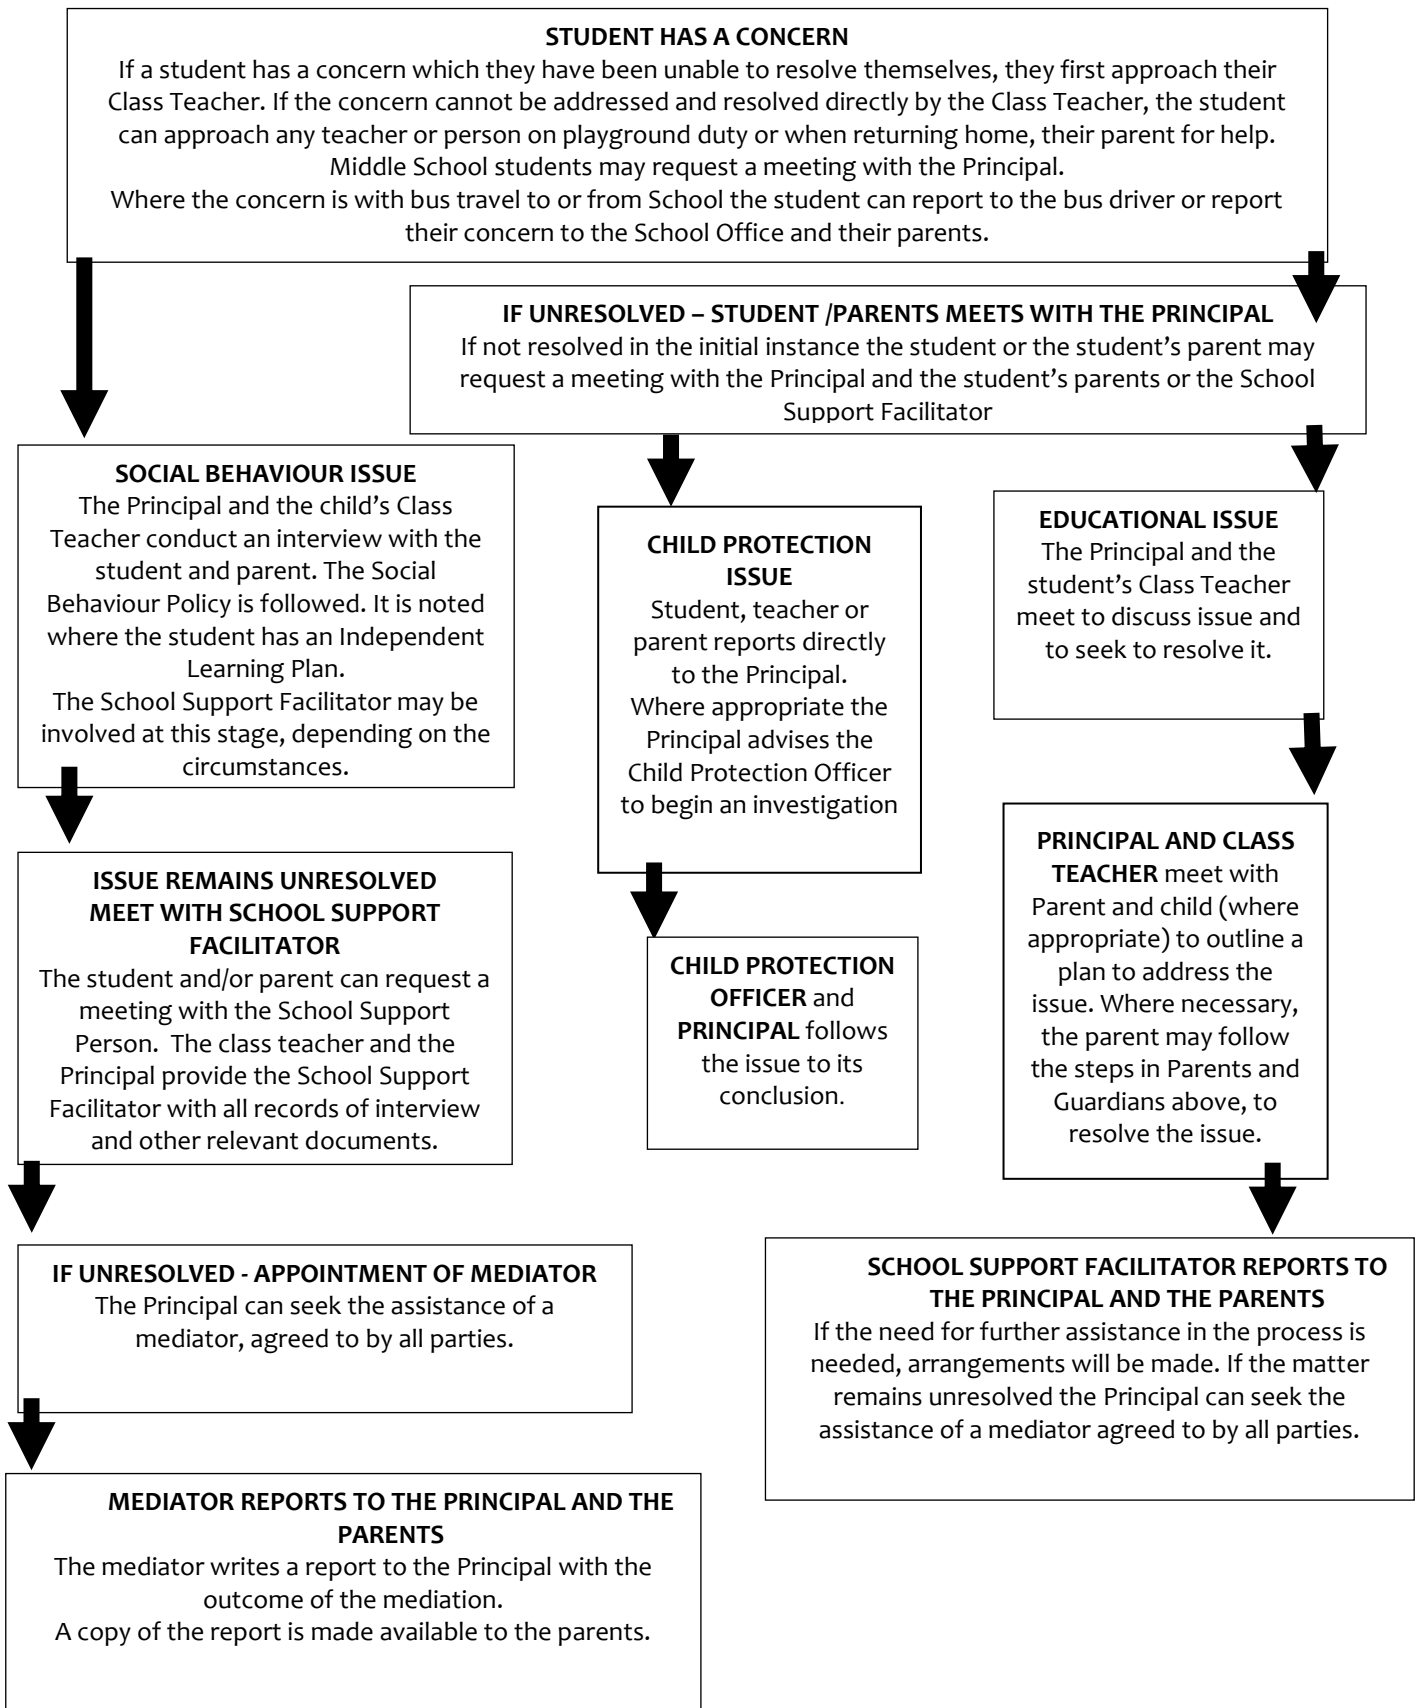 STUDENT HAS A CONCERN
If a student has a concern which they have been unable to resolve themselves, they first approach their
Class Teacher. If the concern cannot be addressed and resolved directly by the Class Teacher, the student
can approach any teacher or person on playground duty or when returning home, their parent for help.
Middle School students may request a meeting with the Principal.
Where the concern is with bus travel to or from School the student can report to the bus driver or report
their concern to the School Office and their parents.
IF UNRESOLVED – STUDENT /PARENTS MEETS WITH THE PRINCIPAL
If not resolved in the initial instance the student or the student’s parent may
request a meeting with the Principal and the student’s parents or the School
Support Facilitator
SOCIAL BEHAVIOUR ISSUE
The Principal and the child’s Class
Teacher conduct an interview with the
student and parent. The Social
Behaviour Policy is followed. It is noted
where the student has an Independent
Learning Plan.
The School Support Facilitator may be
involved at this stage, depending on the
circumstances.
CHILD PROTECTION
ISSUE
Student, teacher or
parent reports directly
to the Principal.
Where appropriate the
Principal advises the
Child Protection Officer
to begin an investigation
EDUCATIONAL ISSUE
The Principal and the
student’s Class Teacher
meet to discuss issue and
to seek to resolve it.
ISSUE REMAINS UNRESOLVED
MEET WITH SCHOOL SUPPORT
FACILITATOR
The student and/or parent can request a
meeting with the School Support
Person.  The class teacher and the
Principal provide the School Support
Facilitator with all records of interview
and other relevant documents.
CHILD PROTECTION
OFFICER and
PRINCIPAL follows
the issue to its
conclusion.
PRINCIPAL AND CLASS
TEACHER meet with
Parent and child (where
appropriate) to outline a
plan to address the
issue. Where necessary,
the parent may follow
the steps in Parents and
Guardians above, to
resolve the issue.
IF UNRESOLVED - APPOINTMENT OF MEDIATOR
The Principal can seek the assistance of a
mediator, agreed to by all parties.
SCHOOL SUPPORT FACILITATOR REPORTS TO
THE PRINCIPAL AND THE PARENTS
If the need for further assistance in the process is
needed, arrangements will be made. If the matter
remains unresolved the Principal can seek the
assistance of a mediator agreed to by all parties.
MEDIATOR REPORTS TO THE PRINCIPAL AND THE
PARENTS
The mediator writes a report to the Principal with the
outcome of the mediation.
A copy of the report is made available to the parents.